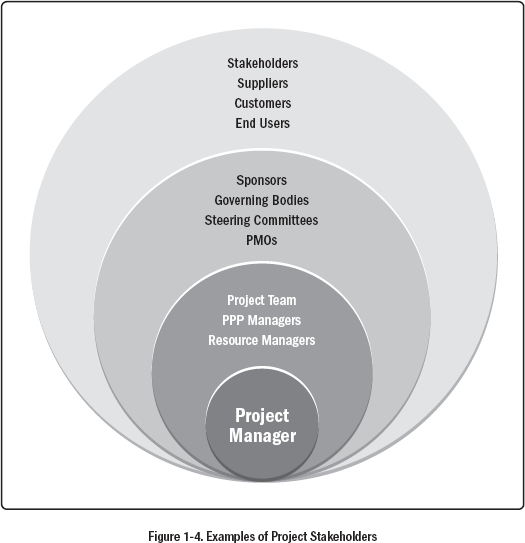 Stakeholders
Suppliers
Customers
End Users
Sponsors
Governing Bodies
Steering Committees
PMOs
Project Team
PPP Managers
Resource Managers
Project
Manager
Figure 1-4. Examples of Project Stakeholders